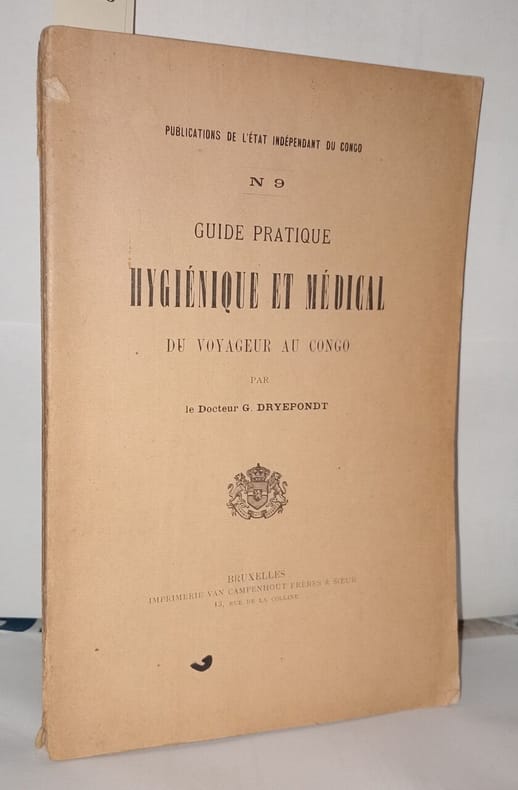 PUBLICATIONS DE L'ÉTAT INDÉPENDANT DU CONGO
N 9
GUIDE PRATIQUE
HYGIÉNIQUE ET MÉDICAL
DU VOYAGEUR AU CONGO
PAR
le Docteur G. DRYEPONDT
BRUXELLES
IMPRIMERIE VAN CAMPENHOUT FRÈRES & SŒUR
13, RUE DE LA COLLINE